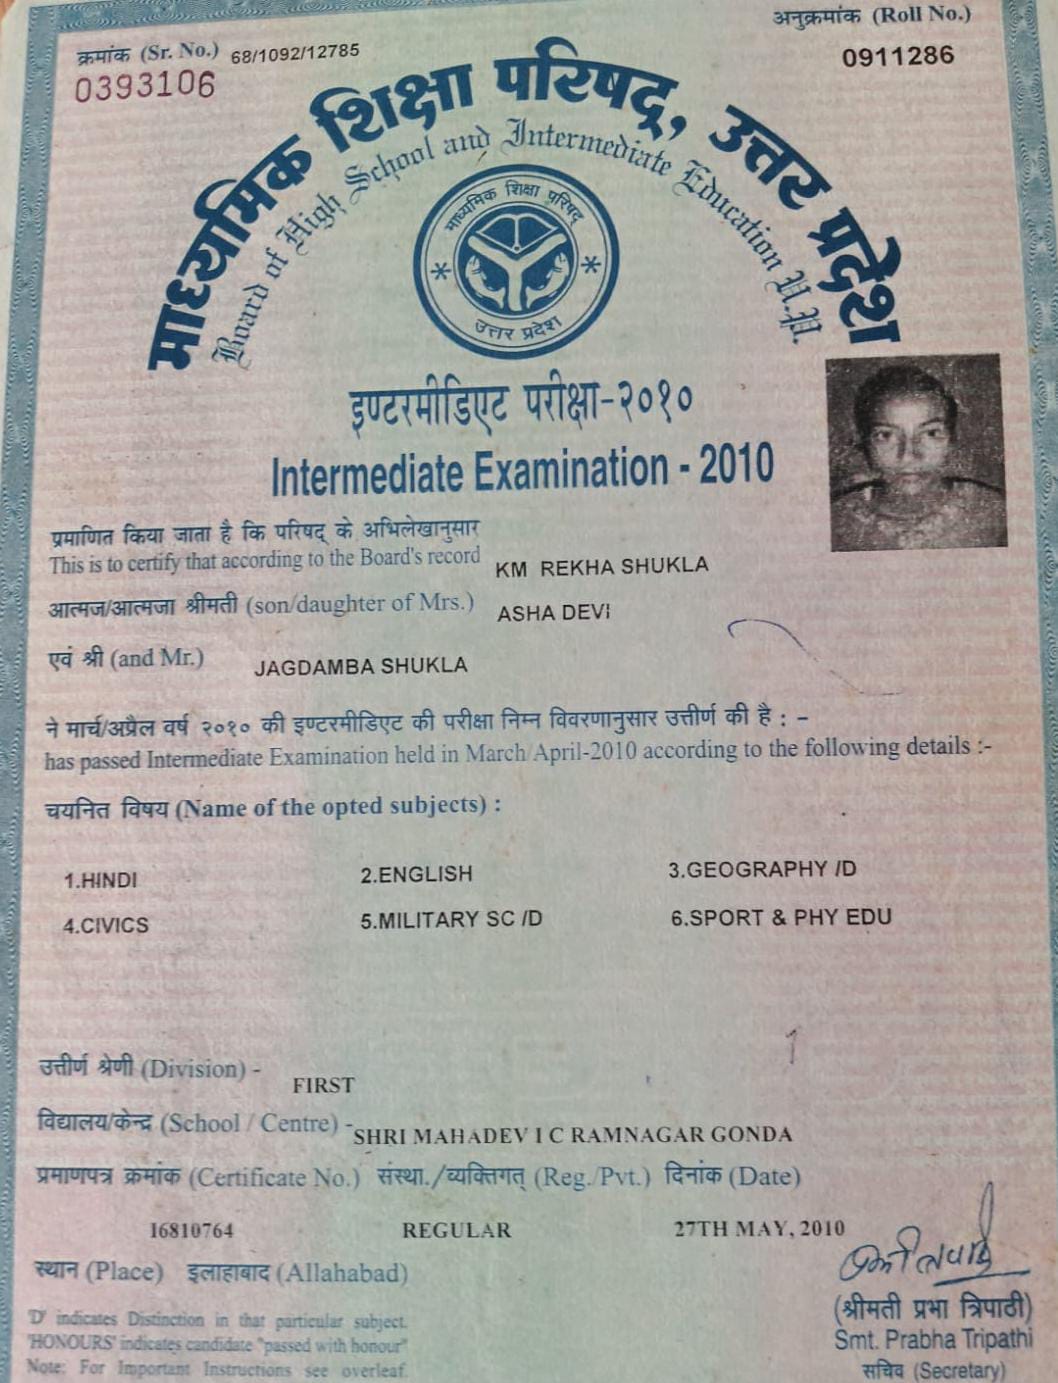 क्रमांक (Sr. No.) 68/1092/12785
अनुक्रमांक (Roll No.)
0393106
0911286
माध्यमिक शिक्षा परिषद्, उत्तर प्रदेश
Board of High School and Intermediate Education U.P.
माध्यमिक शिक्षा परिषद्
उत्तर प्रदेश
इण्टरमीडिएट परीक्षा-२०१०
Intermediate Examination - 2010
प्रमाणित किया जाता है कि परिषद् के अभिलेखानुसार
This is to certify that according to the Board's record KM REKHA SHUKLA
आत्मज/आत्मजा श्रीमती (son/daughter of Mrs.) ASHA DEVI
एवं श्री (and Mr.) JAGDAMBA SHUKLA
ने मार्च/अप्रैल वर्ष २०१० की इण्टरमीडिएट की परीक्षा निम्न विवरणानुसार उत्तीर्ण की है : -
has passed Intermediate Examination held in March/April-2010 according to the following details :-
चयनित विषय (Name of the opted subjects) :
1.HINDI 2.ENGLISH 3.GEOGRAPHY /D
4.CIVICS 5.MILITARY SC /D 6.SPORT & PHY EDU
उत्तीर्ण श्रेणी (Division) - FIRST
विद्यालय/केन्द्र (School / Centre) - SHRI MAHADEV I C RAMNAGAR GONDA
प्रमाणपत्र क्रमांक (Certificate No.) संस्था./व्यक्तिगत् (Reg./Pvt.) दिनांक (Date)
16810764 REGULAR 27TH MAY, 2010
स्थान (Place) इलाहाबाद (Allahabad)
'D' indicates Distinction in that particular subject.
'HONOURS' indicates candidate "passed with honour"
Note: For Important Instructions see overleaf.
(श्रीमती प्रभा त्रिपाठी)
Smt. Prabha Tripathi
सचिव (Secretary)